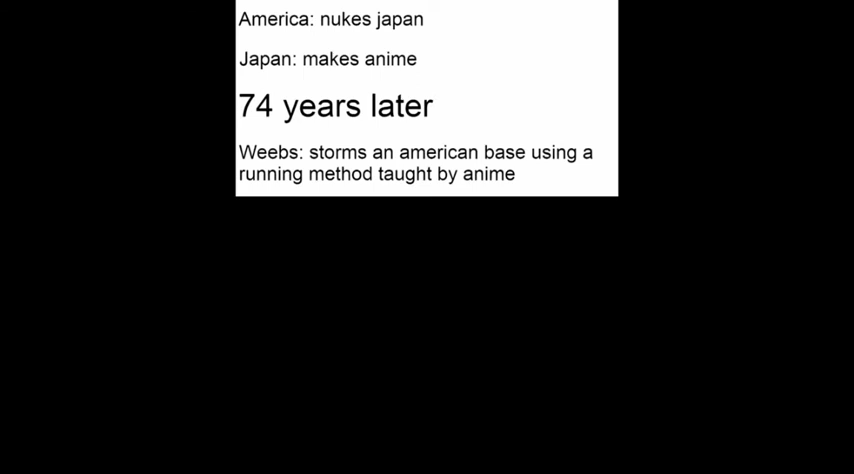 America: nukes japan
Japan: makes anime
74 years later
Weebs: storms an american base using a
running method taught by anime